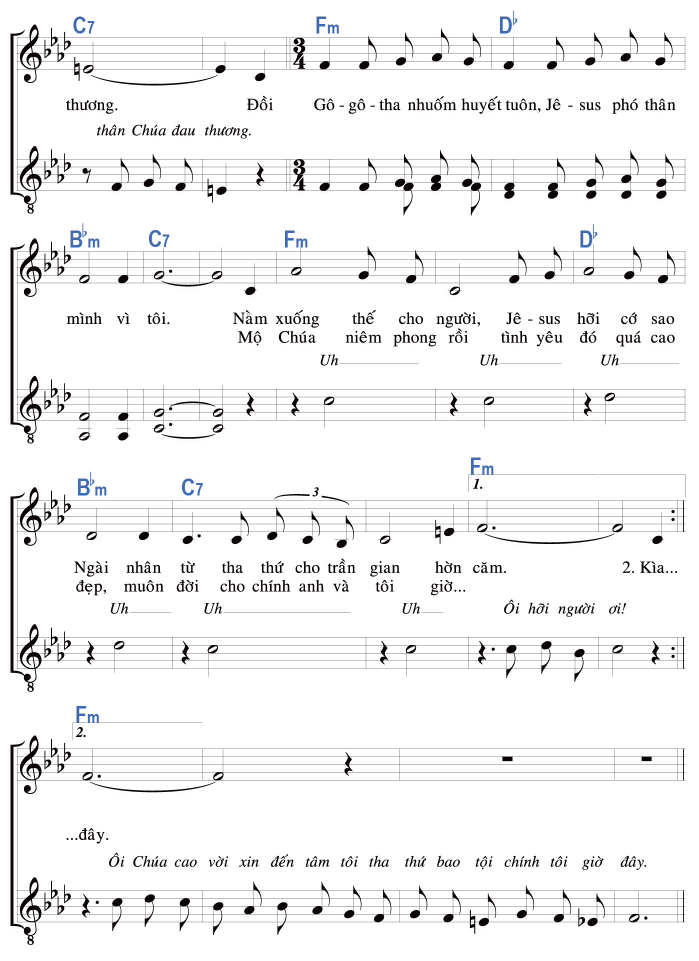 C7 Fm D♭
3/4
thương. Đồi Gô - gô - tha nhuốm huyết tuôn, Jê - sus phó thân
thân Chúa đau thương.
3/4
8
B♭m C7 Fm D♭
mình vì tôi. Nằm xuống thế cho người, Jê - sus hỡi cớ sao
Mộ Chúa niêm phong rồi tình yêu đó quá cao
Uh Uh Uh
8
B♭m C7 Fm
3 1.
Ngài nhân từ tha thứ cho trần gian hờn căm. 2. Kìa...
đẹp, muôn đời cho chính anh và tôi giờ...
Uh Uh Uh Ôi hỡi người ơi!
8
Fm
2.
...đây.
Ôi Chúa cao vời xin đến tâm tôi tha thứ bao tội chính tôi giờ đây.
8